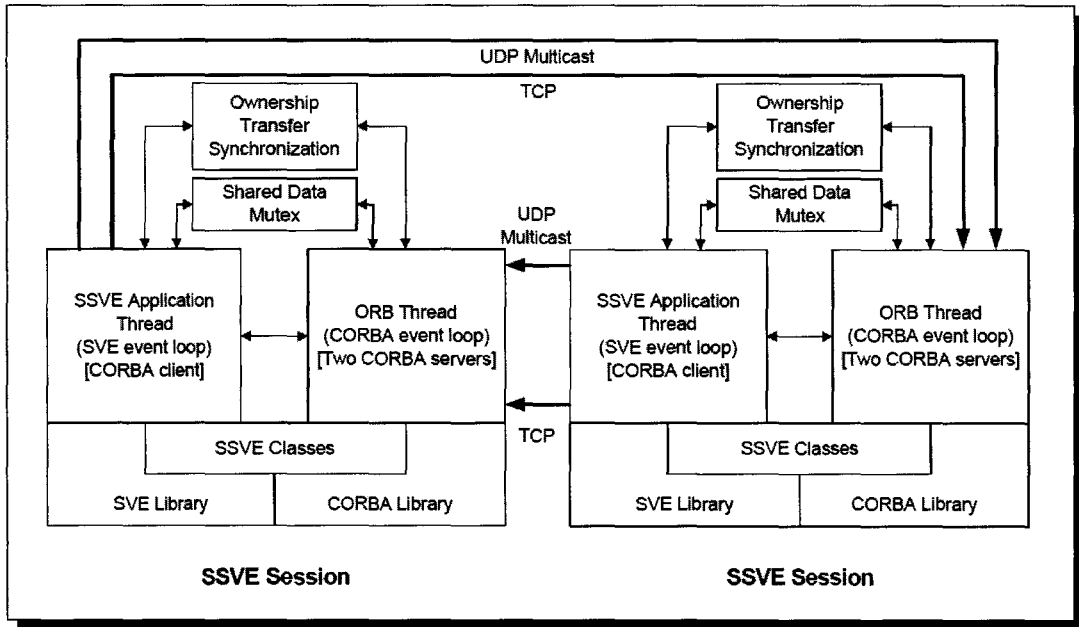 UDP Multicast
TCP
Ownership
Transfer
Synchronization
Shared Data
Mutex
SSVE Application
Thread
(SVE event loop)
[CORBA client]
ORB Thread
(CORBA event loop)
[Two CORBA servers]
SSVE Classes
SVE Library
CORBA Library
SSVE Session
UDP
Multicast
TCP
Ownership
Transfer
Synchronization
Shared Data
Mutex
SSVE Application
Thread
(SVE event loop)
[CORBA client]
ORB Thread
(CORBA event loop)
[Two CORBA servers]
SSVE Classes
SVE Library
CORBA Library
SSVE Session